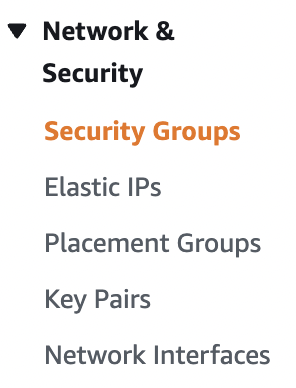 Network &
Security
Security Groups
Elastic IPs
Placement Groups
Key Pairs
Network Interfaces